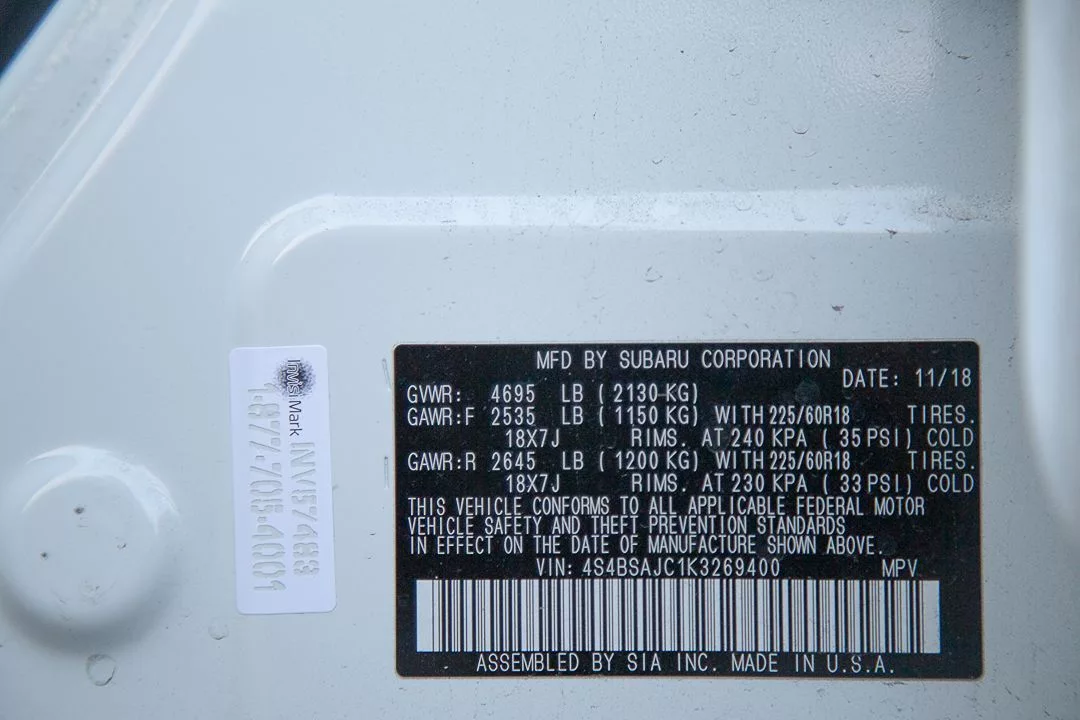 InvisiMark
INV157483
1-877-705-4001
MFD BY SUBARU CORPORATION
DATE: 11/18
GVWR: 4695 LB (2130 KG)
GAWR:F 2535 LB (1150 KG) WITH 225/60R18 TIRES.
18X7J RIMS. AT 240 KPA (35 PSI) COLD
GAWR:R 2645 LB (1200 KG) WITH 225/60R18 TIRES.
18X7J RIMS. AT 230 KPA (33 PSI) COLD
THIS VEHICLE CONFORMS TO ALL APPLICABLE FEDERAL MOTOR
VEHICLE SAFETY AND THEFT PREVENTION STANDARDS
IN EFFECT ON THE DATE OF MANUFACTURE SHOWN ABOVE.
VIN: 4S4BSAJC1K3269400 MPV
ASSEMBLED BY SIA INC. MADE IN U.S.A.